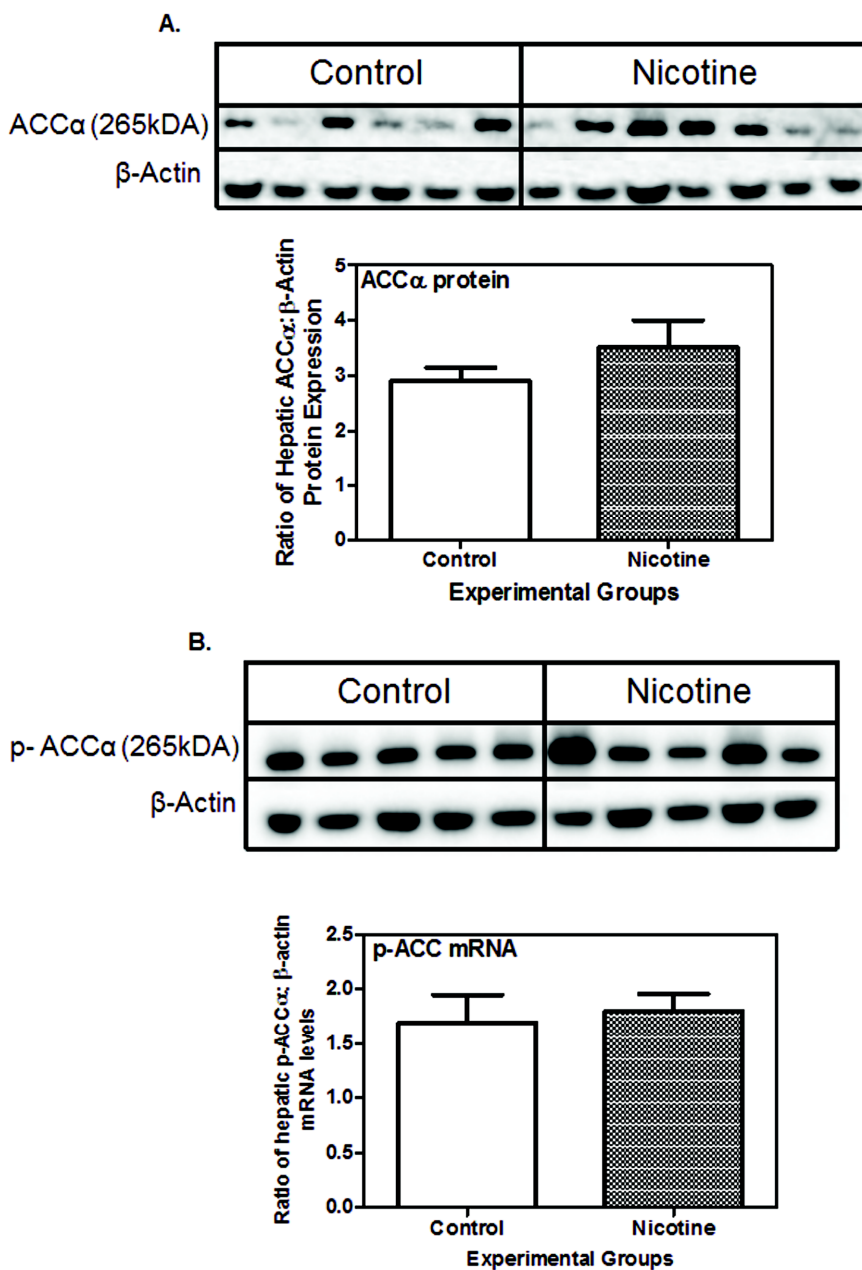 A.
Control Nicotine
ACCα (265kDA)
β-Actin
Ratio of Hepatic ACCα: β-Actin
Protein Expression
ACCα protein
5
4
3
2
1
0
Control Nicotine
Experimental Groups
B.
Control Nicotine
p- ACCα (265kDA)
β-Actin
Ratio of hepatic p-ACCα: β-actin
mRNA levels
p-ACC mRNA
2.5
2.0
1.5
1.0
0.5
0.0
Control Nicotine
Experimental Groups